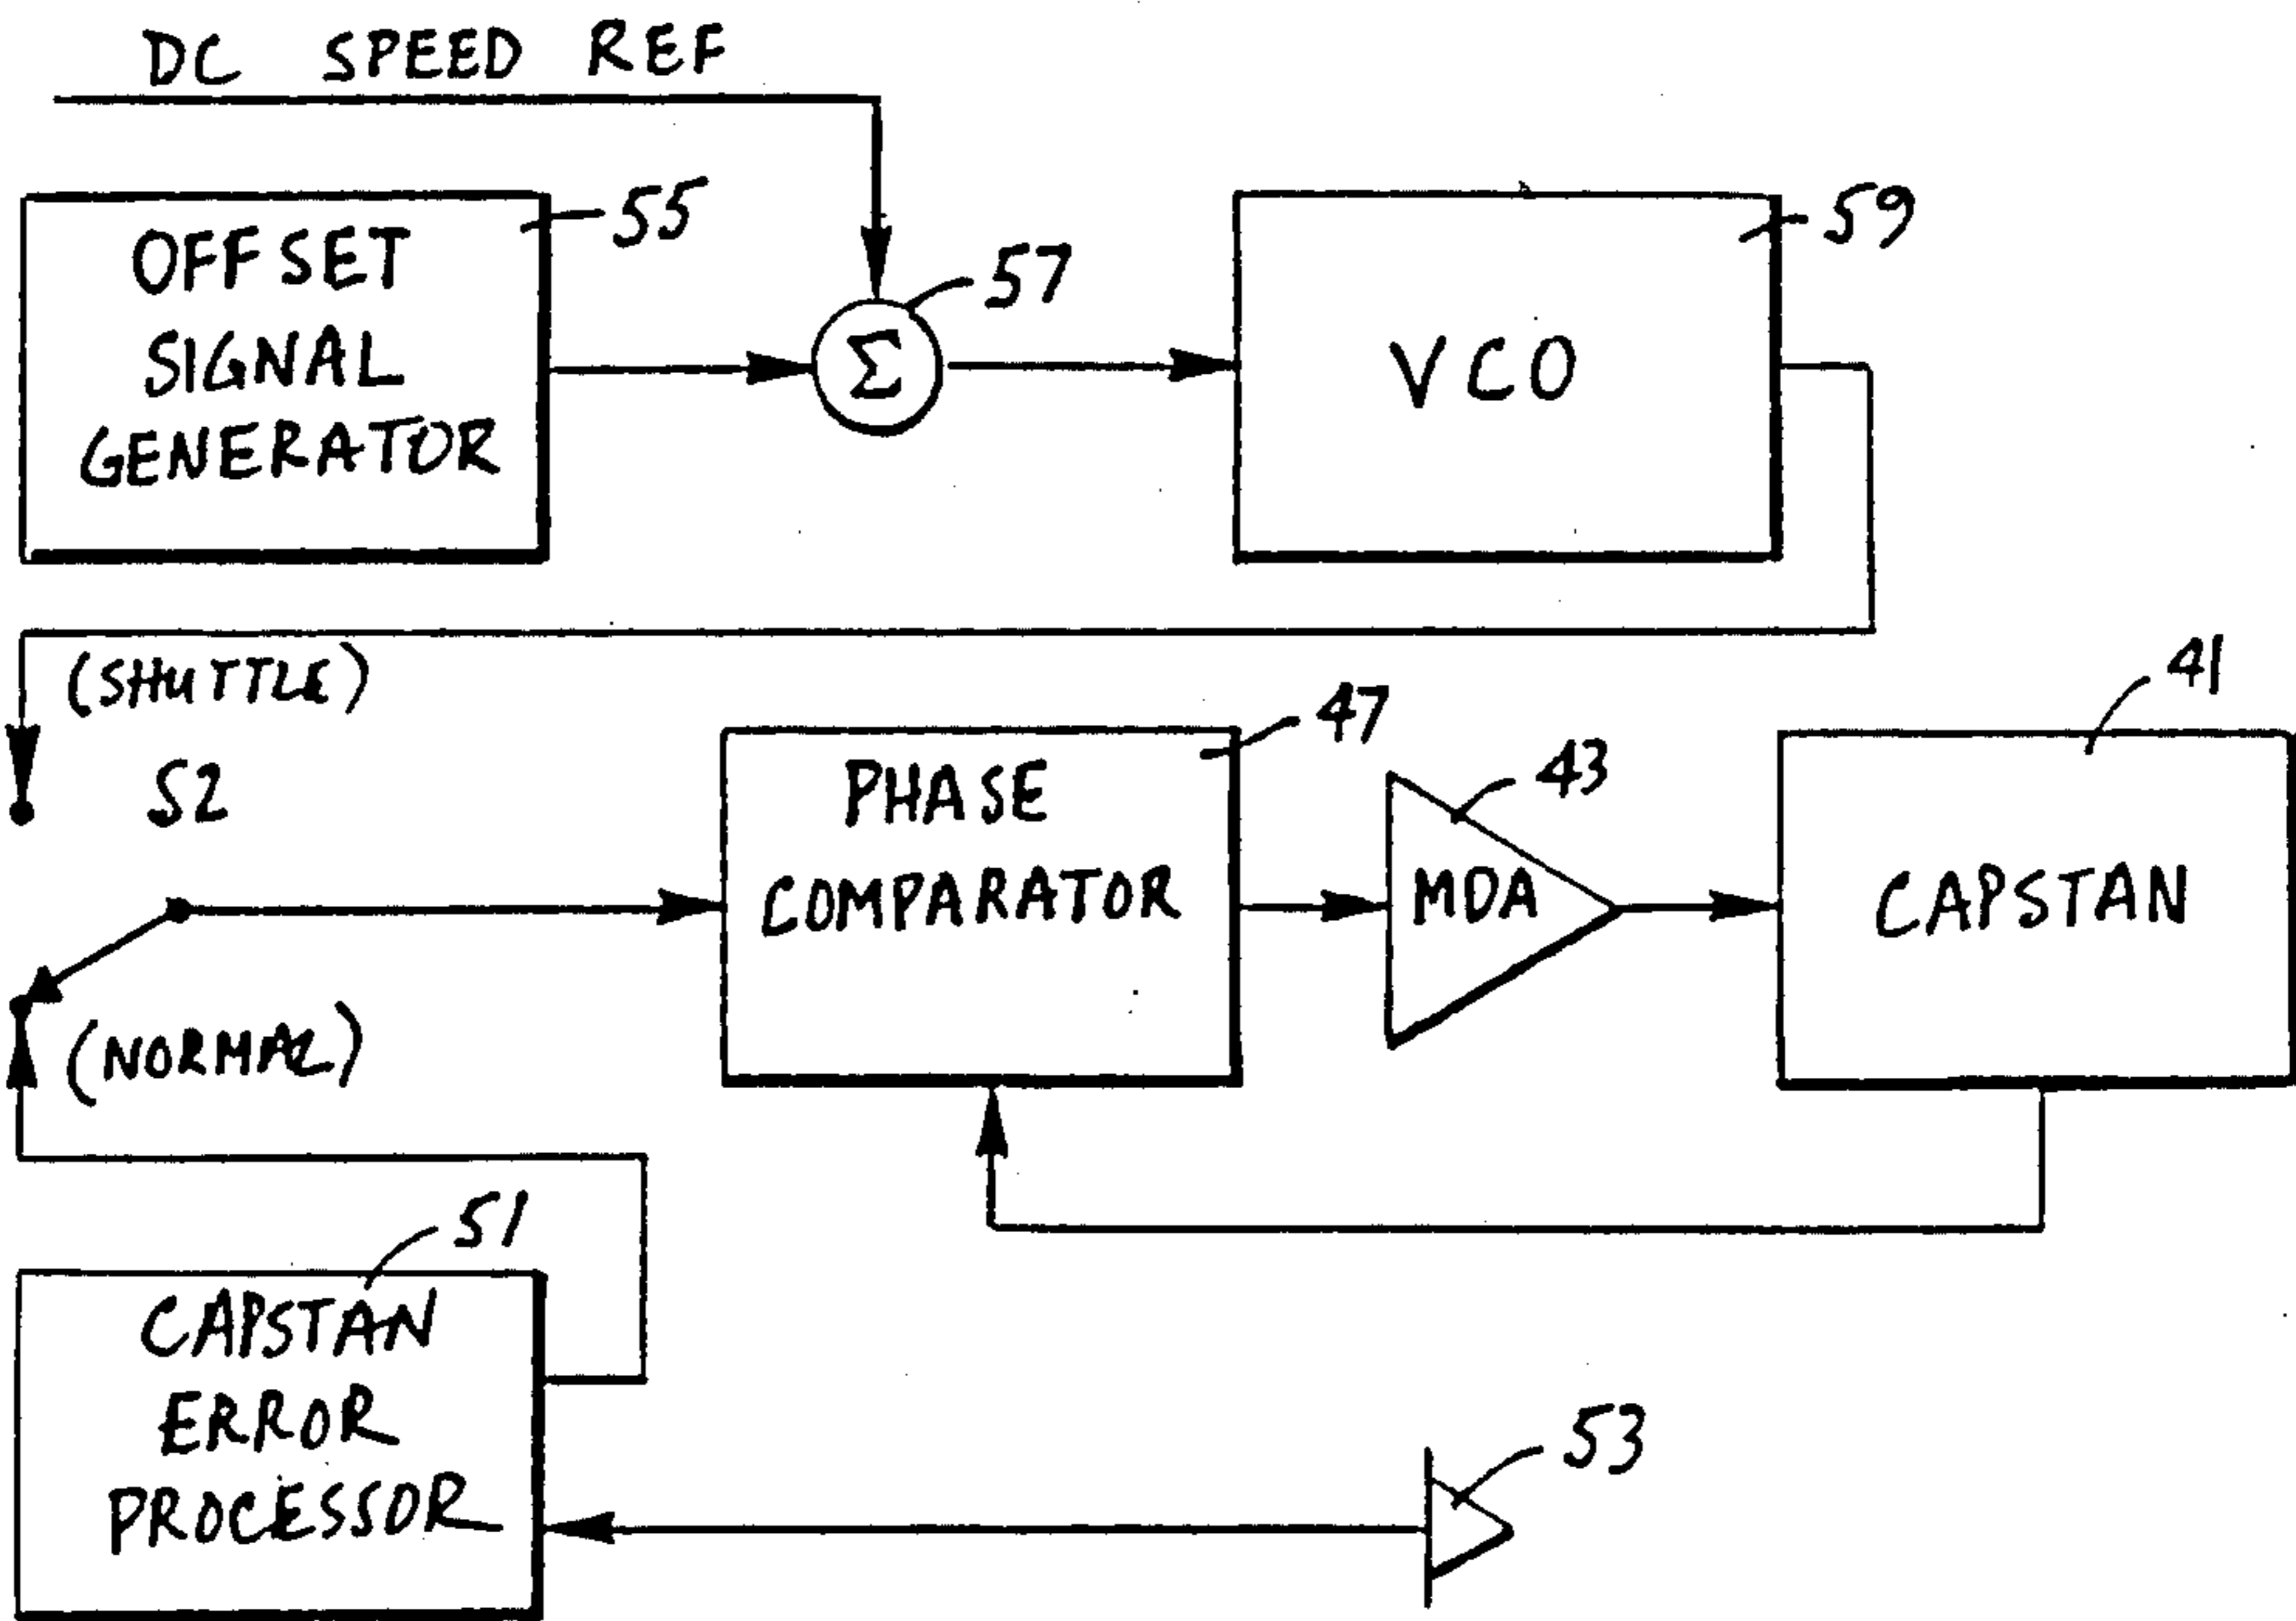 DC SPEED REF
OFFSET
SIGNAL
GENERATOR
55
Σ
57
VCO
59
(SHUTTLE)
S2
(NORMAL)
PHASE
COMPARATOR
47
MDA
43
CAPSTAN
41
CAPSTAN
ERROR
PROCESSOR
51
53